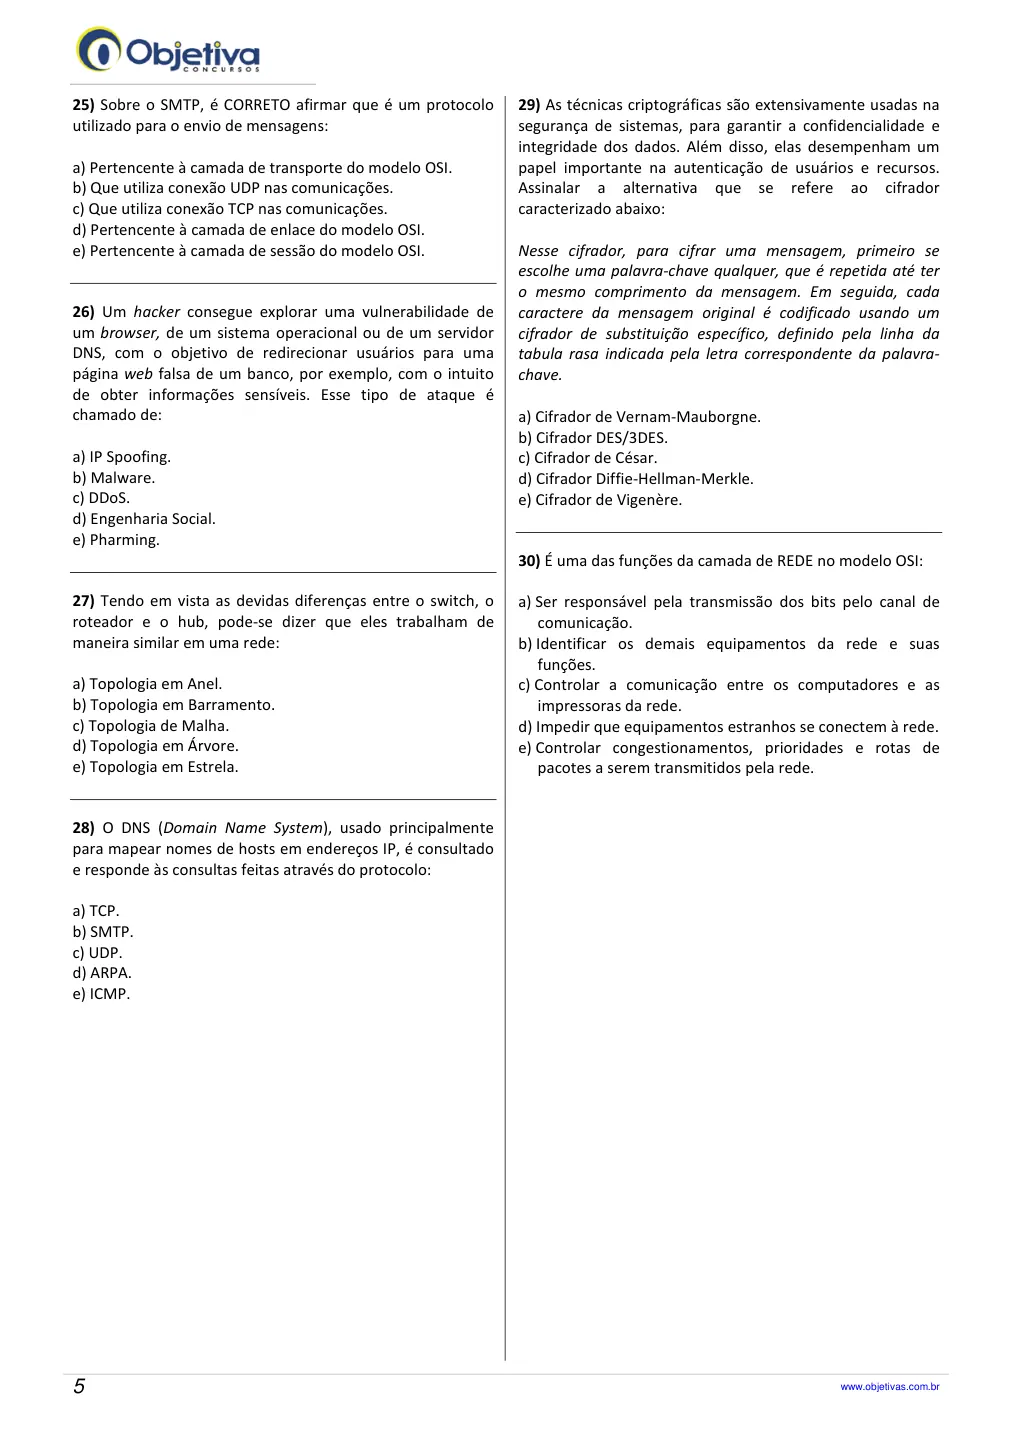 Objetiva
CONCURSOS
25) Sobre o SMTP, é CORRETO afirmar que é um protocolo
utilizado para o envio de mensagens:
a) Pertencente à camada de transporte do modelo OSI.
b) Que utiliza conexão UDP nas comunicações.
c) Que utiliza conexão TCP nas comunicações.
d) Pertencente à camada de enlace do modelo OSI.
e) Pertencente à camada de sessão do modelo OSI.
26) Um hacker consegue explorar uma vulnerabilidade de
um browser, de um sistema operacional ou de um servidor
DNS, com o objetivo de redirecionar usuários para uma
página web falsa de um banco, por exemplo, com o intuito
de obter informações sensíveis. Esse tipo de ataque é
chamado de:
a) IP Spoofing.
b) Malware.
c) DDoS.
d) Engenharia Social.
e) Pharming.
27) Tendo em vista as devidas diferenças entre o switch, o
roteador e o hub, pode-se dizer que eles trabalham de
maneira similar em uma rede:
a) Topologia em Anel.
b) Topologia em Barramento.
c) Topologia de Malha.
d) Topologia em Árvore.
e) Topologia em Estrela.
28) O DNS (Domain Name System), usado principalmente
para mapear nomes de hosts em endereços IP, é consultado
e responde às consultas feitas através do protocolo:
a) TCP.
b) SMTP.
c) UDP.
d) ARPA.
e) ICMP.
29) As técnicas criptográficas são extensivamente usadas na
segurança de sistemas, para garantir a confidencialidade e
integridade dos dados. Além disso, elas desempenham um
papel importante na autenticação de usuários e recursos.
Assinalar a alternativa que se refere ao cifrador
caracterizado abaixo:
Nesse cifrador, para cifrar uma mensagem, primeiro se
escolhe uma palavra-chave qualquer, que é repetida até ter
o mesmo comprimento da mensagem. Em seguida, cada
caractere da mensagem original é codificado usando um
cifrador de substituição específico, definido pela linha da
tabula rasa indicada pela letra correspondente da palavra-
chave.
a) Cifrador de Vernam-Mauborgne.
b) Cifrador DES/3DES.
c) Cifrador de César.
d) Cifrador Diffie-Hellman-Merkle.
e) Cifrador de Vigenère.
30) É uma das funções da camada de REDE no modelo OSI:
a) Ser responsável pela transmissão dos bits pelo canal de
comunicação.
b) Identificar os demais equipamentos da rede e suas
funções.
c) Controlar a comunicação entre os computadores e as
impressoras da rede.
d) Impedir que equipamentos estranhos se conectem à rede.
e) Controlar congestionamentos, prioridades e rotas de
pacotes a serem transmitidos pela rede.
5
www.objetivas.com.br